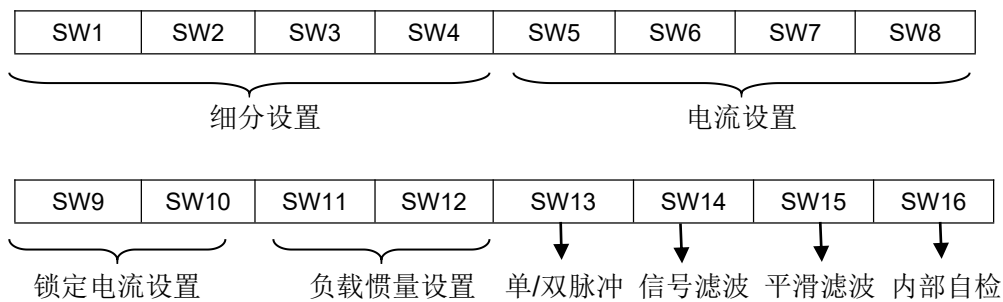 SW1 SW2 SW3 SW4 SW5 SW6 SW7 SW8
细分设置 电流设置
SW9 SW10 SW11 SW12 SW13 SW14 SW15 SW16
锁定电流设置 负载惯量设置 单/双脉冲 信号滤波 平滑滤波 内部自检